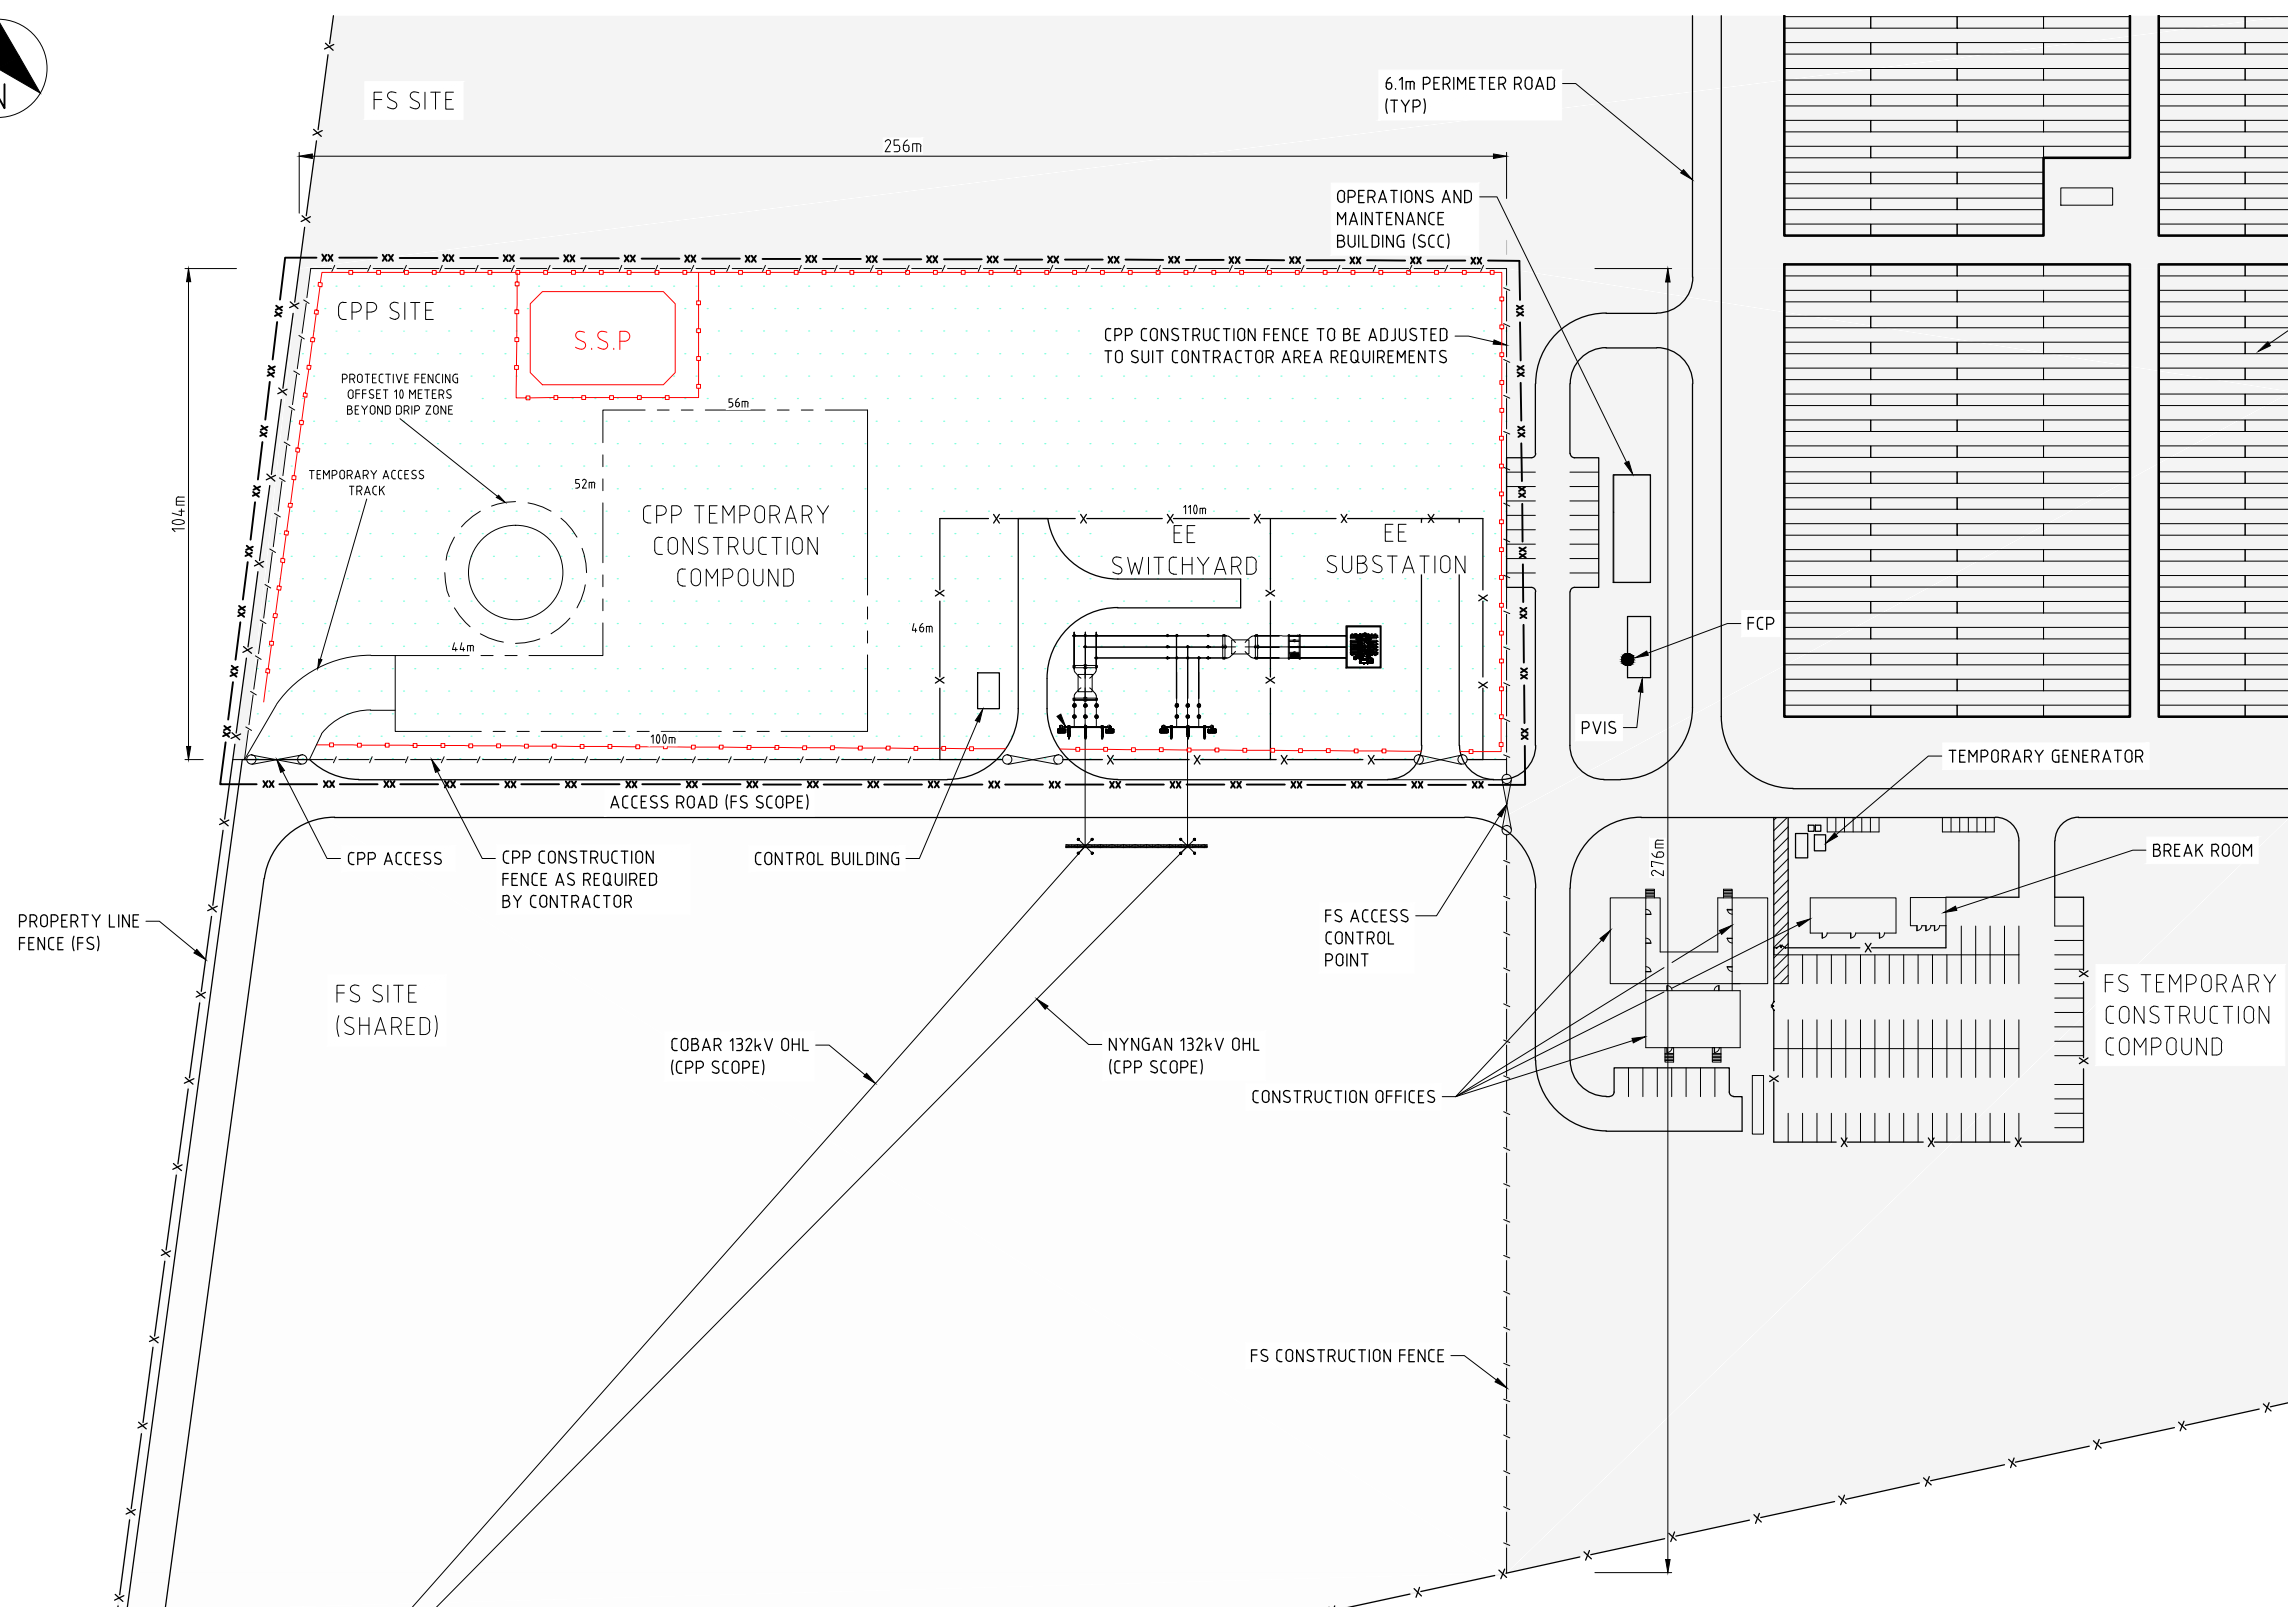 N
FS SITE
6.1m PERIMETER ROAD
(TYP)
256m
OPERATIONS AND
MAINTENANCE
BUILDING (SCC)
CPP SITE
S.S.P
CPP CONSTRUCTION FENCE TO BE ADJUSTED
TO SUIT CONTRACTOR AREA REQUIREMENTS
PROTECTIVE FENCING
OFFSET 10 METERS
BEYOND DRIP ZONE
56m
TEMPORARY ACCESS
TRACK
52m
104m
CPP TEMPORARY
CONSTRUCTION
COMPOUND
110m
EE
SWITCHYARD
EE
SUBSTATION
46m
44m
FCP
PVIS
100m
TEMPORARY GENERATOR
ACCESS ROAD (FS SCOPE)
CPP ACCESS
CPP CONSTRUCTION
FENCE AS REQUIRED
BY CONTRACTOR
CONTROL BUILDING
276m
BREAK ROOM
PROPERTY LINE
FENCE (FS)
FS ACCESS
CONTROL
POINT
FS SITE
(SHARED)
FS TEMPORARY
CONSTRUCTION
COMPOUND
COBAR 132kV OHL
(CPP SCOPE)
NYNGAN 132kV OHL
(CPP SCOPE)
CONSTRUCTION OFFICES
FS CONSTRUCTION FENCE